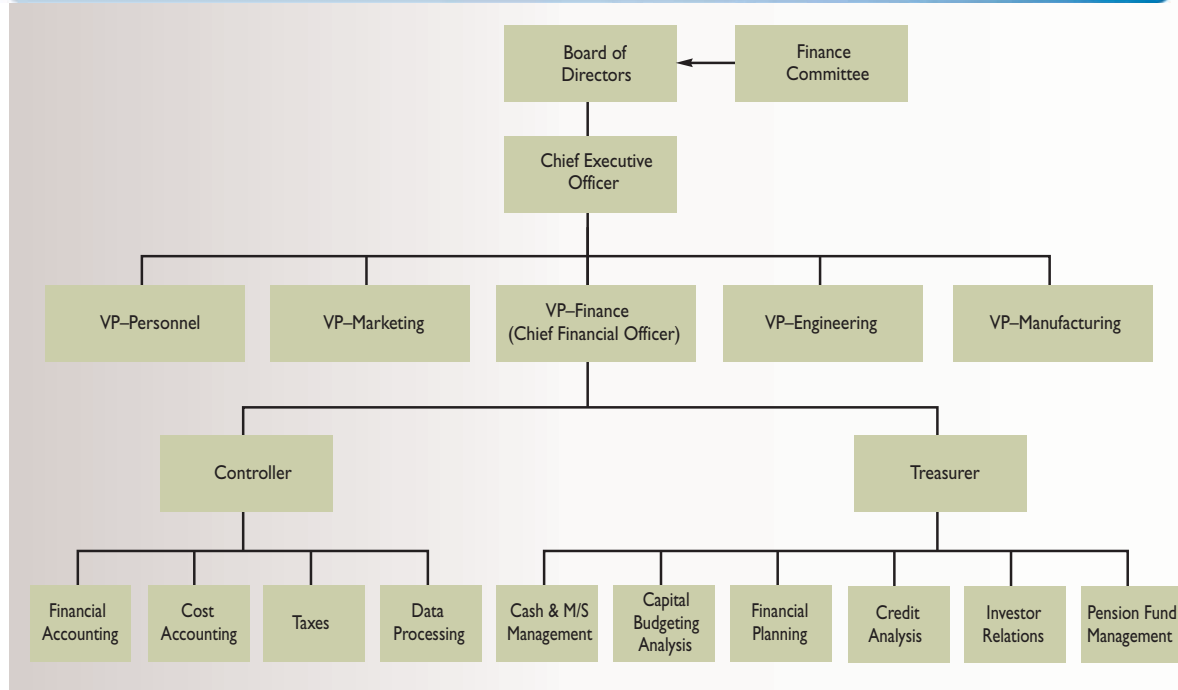 Board of
Directors
Finance
Committee
Chief Executive
Officer
VP–Personnel
VP–Marketing
VP–Finance
(Chief Financial Officer)
VP–Engineering
VP–Manufacturing
Controller
Treasurer
Financial
Accounting
Cost
Accounting
Taxes
Data
Processing
Cash & M/S
Management
Capital
Budgeting
Analysis
Financial
Planning
Credit
Analysis
Investor
Relations
Pension Fund
Management